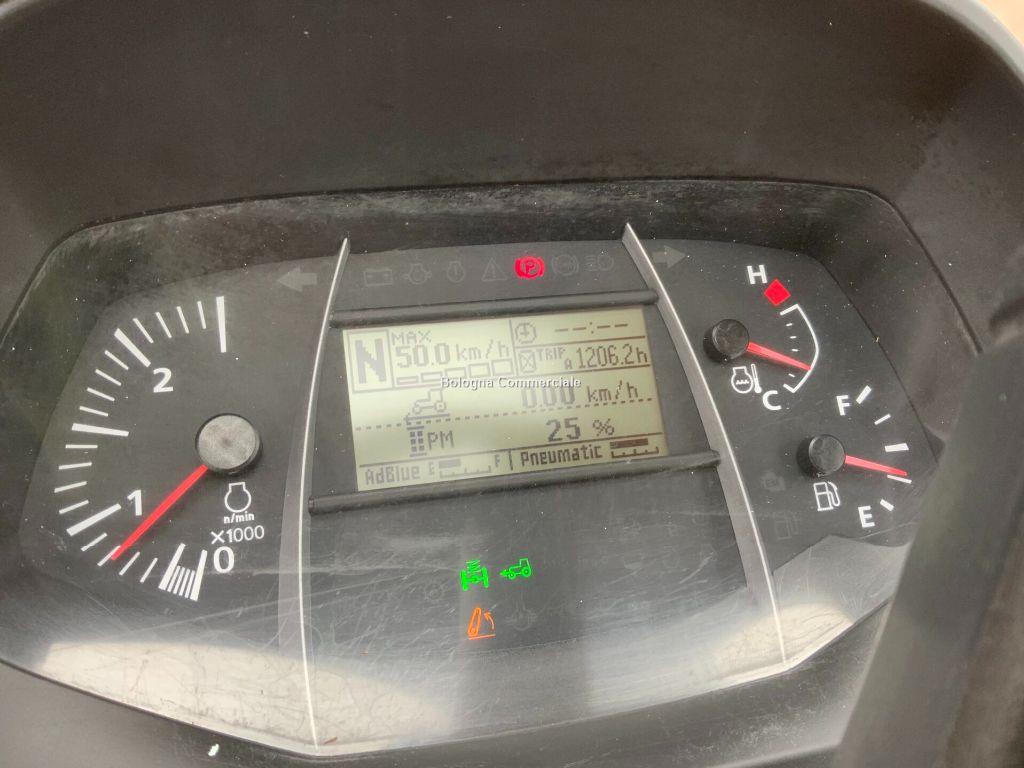 P
H
C
F
E
2
1
0
n/min
X1000
N
MAX
50.0 km/h
--:--
TRIP A 1206.2h
Bologna Commerciale
0.00 km/h
PM 25 %
AdBlue E F
Pneumatic